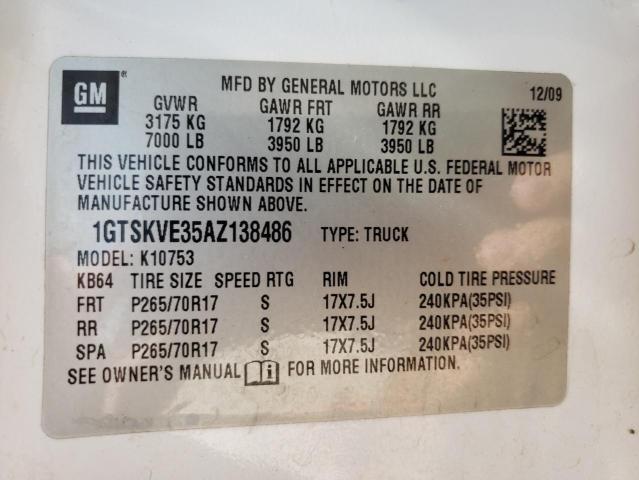 GM
MFD BY GENERAL MOTORS LLC
12/09
GVWR GAWR FRT GAWR RR
3175 KG 1792 KG 1792 KG
7000 LB 3950 LB 3950 LB
THIS VEHICLE CONFORMS TO ALL APPLICABLE U.S. FEDERAL MOTOR
VEHICLE SAFETY STANDARDS IN EFFECT ON THE DATE OF
MANUFACTURE SHOWN ABOVE.
1GTSKVE35AZ138486 TYPE: TRUCK
MODEL: K10753
KB64 TIRE SIZE SPEED RTG RIM COLD TIRE PRESSURE
FRT P265/70R17 S 17X7.5J 240KPA(35PSI)
RR P265/70R17 S 17X7.5J 240KPA(35PSI)
SPA P265/70R17 S 17X7.5J 240KPA(35PSI)
SEE OWNER'S MANUAL FOR MORE INFORMATION.